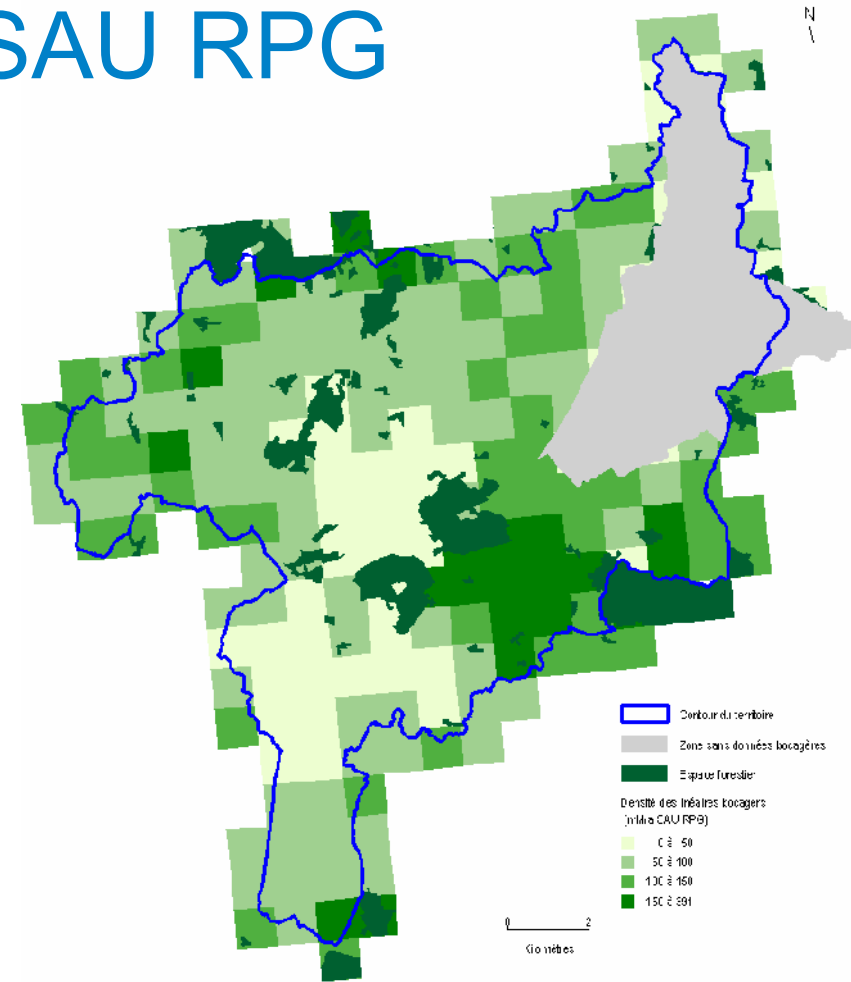 SAU RPG
N
Contour du territoire
Zone sans données bocagères
Espace forestier
Densité des linéaires bocagers
(ml/ha SAU RPG)
0 à 50
50 à 100
100 à 150
150 à 391
0 2
Kilomètres